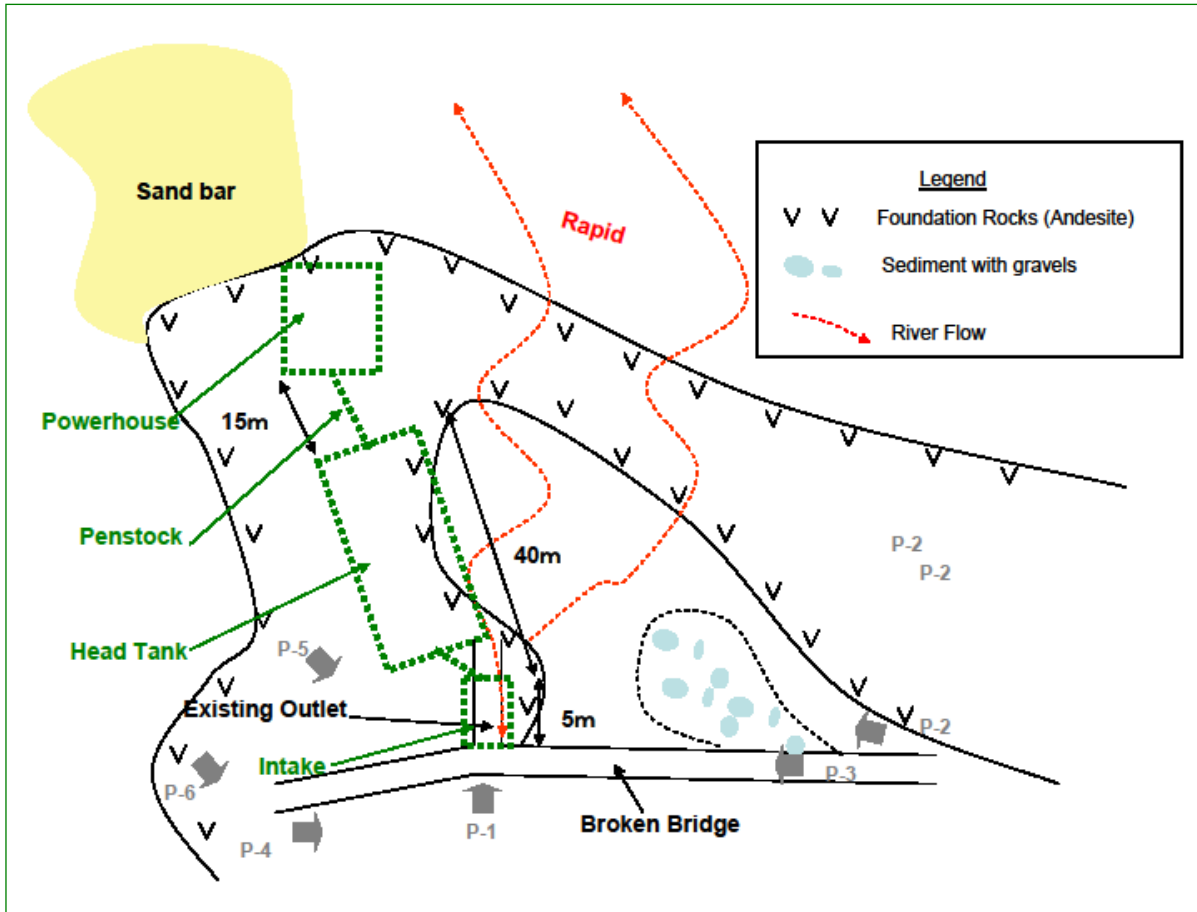 Sand bar
Rapid
Legend
V V Foundation Rocks (Andesite)
Sediment with gravels
River Flow
Powerhouse
15m
Penstock
40m
P-2
P-2
Head Tank
P-5
Existing Outlet
5m
P-2
Intake
P-3
P-6
P-1
Broken Bridge
P-4